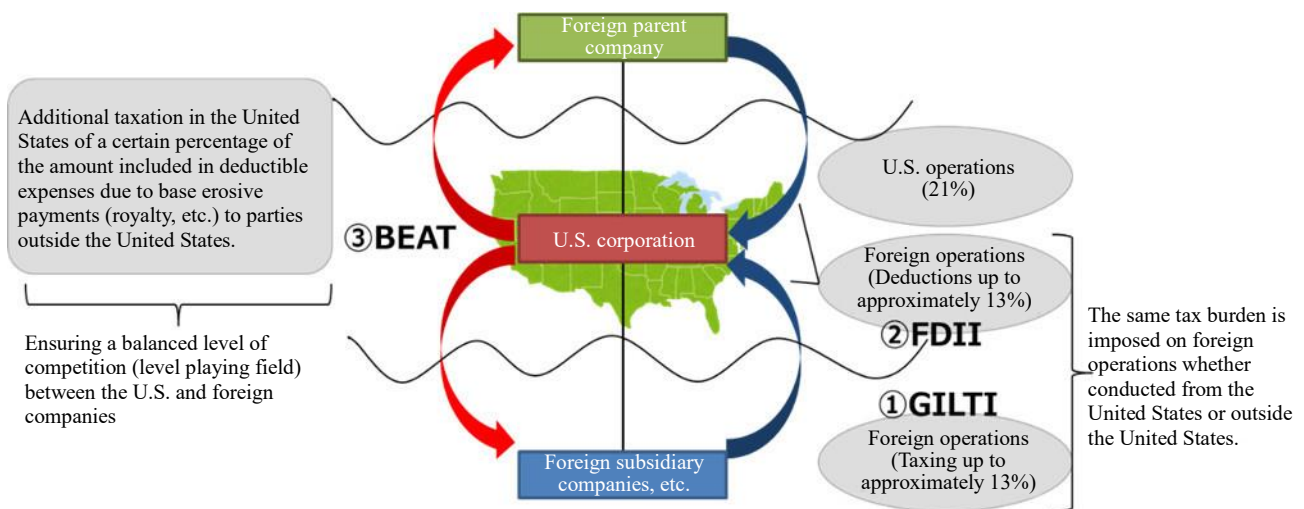 Foreign parent
company
Additional taxation in the United
States of a certain percentage of
the amount included in deductible
expenses due to base erosive
payments (royalty, etc.) to parties
outside the United States.
③BEAT
U.S. corporation
U.S. operations
(21%)
Foreign operations
(Deductions up to
approximately 13%)
②FDII
Ensuring a balanced level of
competition (level playing field)
between the U.S. and foreign
companies
The same tax burden is
imposed on foreign
operations whether
conducted from the
United States or outside
the United States.
①GILTI
Foreign operations
(Taxing up to
approximately 13%)
Foreign subsidiary
companies, etc.